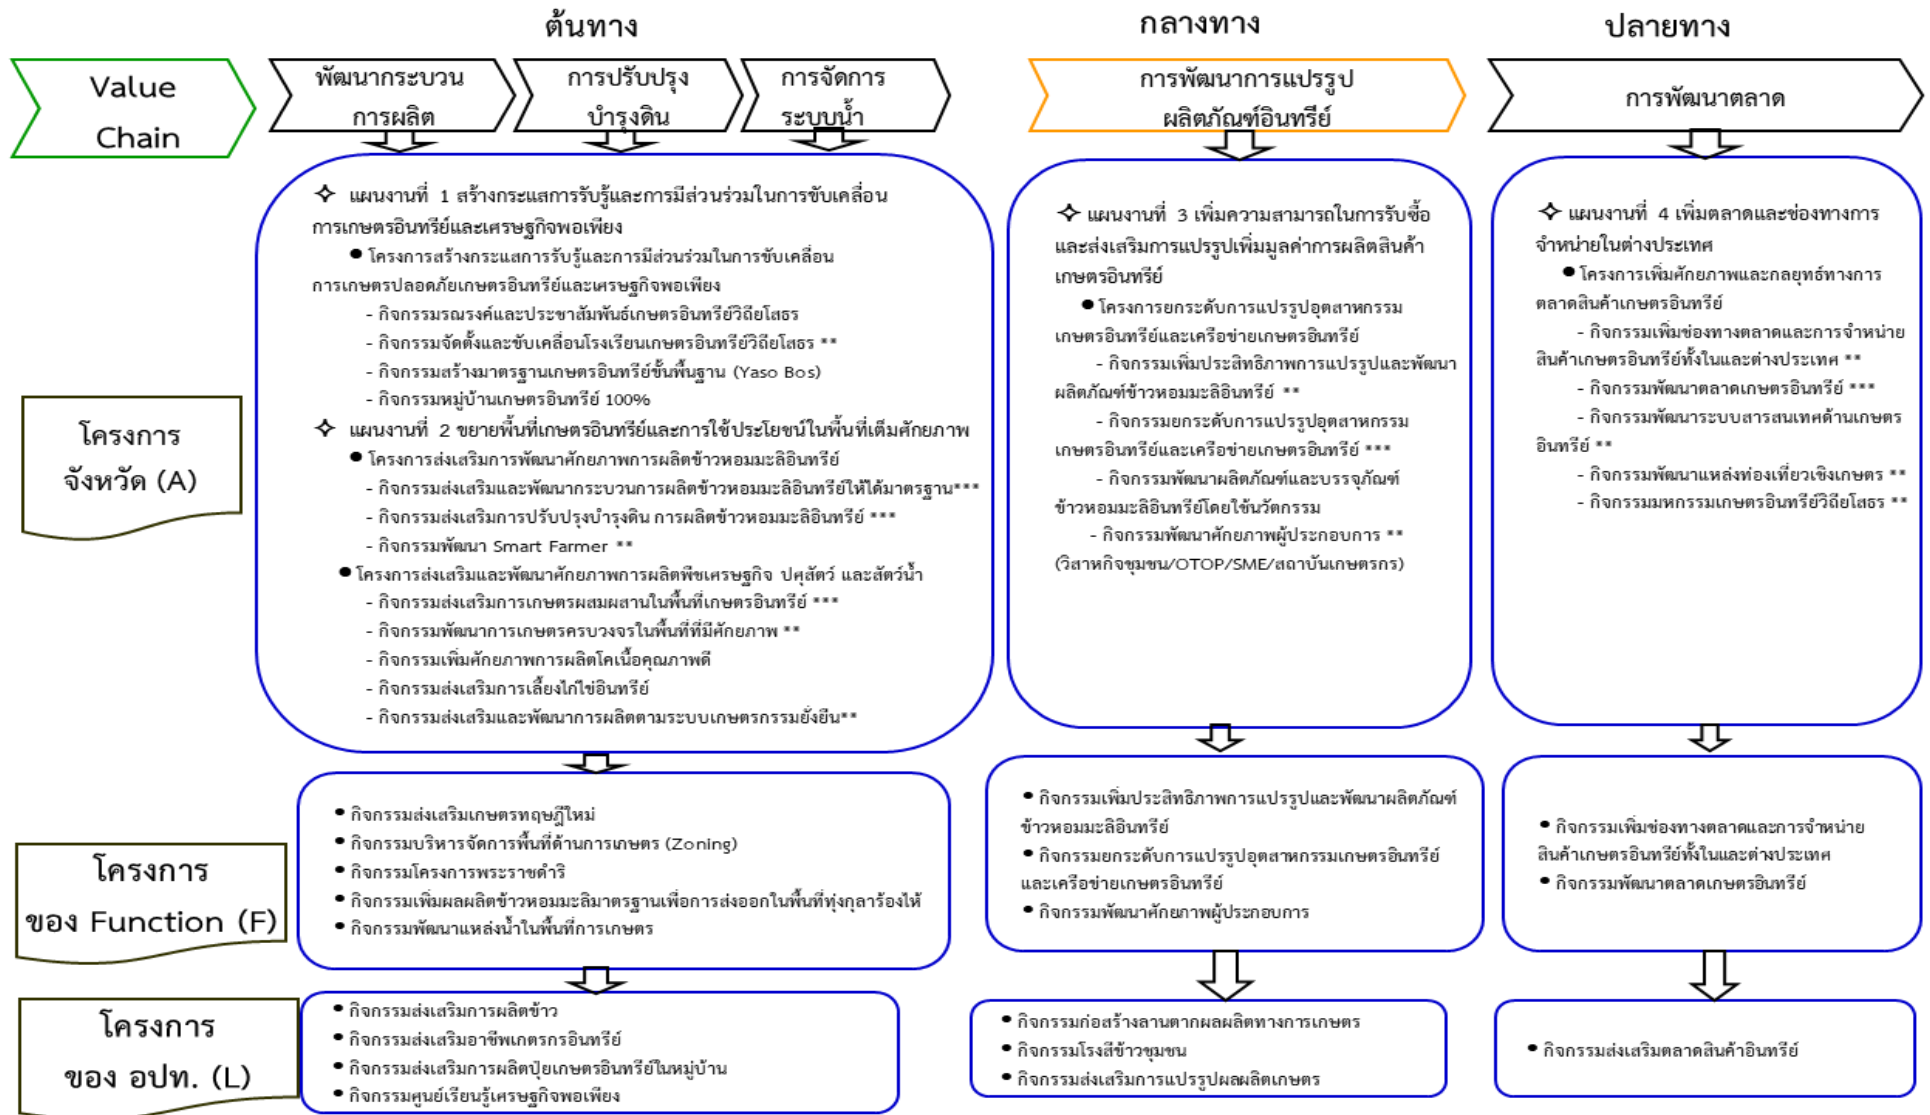 ต้นทาง
กลางทาง
ปลายทาง
Value
Chain
พัฒนากระบวน
การผลิต
การปรับปรุง
บำรุงดิน
การจัดการ
ระบบน้ำ
การพัฒนาการแปรรูป
ผลิตภัณฑ์อินทรีย์
การพัฒนาตลาด
โครงการ
จังหวัด (A)
แผนงานที่ 1 สร้างกระแสการรับรู้และการมีส่วนร่วมในการขับเคลื่อน
การเกษตรอินทรีย์และเศรษฐกิจพอเพียง
• โครงการสร้างกระแสการรับรู้และการมีส่วนร่วมในการขับเคลื่อน
การเกษตรปลอดภัยเกษตรอินทรีย์และเศรษฐกิจพอเพียง
- กิจกรรมรณรงค์และประชาสัมพันธ์เกษตรอินทรีย์วิถียโสธร
- กิจกรรมจัดตั้งและขับเคลื่อนโรงเรียนเกษตรอินทรีย์วิถียโสธร **
- กิจกรรมสร้างมาตรฐานเกษตรอินทรีย์ขั้นพื้นฐาน (Yaso Bos)
- กิจกรรมหมู่บ้านเกษตรอินทรีย์ 100%
แผนงานที่ 2 ขยายพื้นที่เกษตรอินทรีย์และการใช้ประโยชน์ในพื้นที่เต็มศักยภาพ
• โครงการส่งเสริมการพัฒนาศักยภาพการผลิตข้าวหอมมะลิอินทรีย์
- กิจกรรมส่งเสริมและพัฒนากระบวนการผลิตข้าวหอมมะลิอินทรีย์ให้ได้มาตรฐาน***
- กิจกรรมส่งเสริมการปรับปรุงบำรุงดิน การผลิตข้าวหอมมะลิอินทรีย์ ***
- กิจกรรมพัฒนา Smart Farmer **
• โครงการส่งเสริมและพัฒนาศักยภาพการผลิตพืชเศรษฐกิจ ปศุสัตว์ และสัตว์น้ำ
- กิจกรรมส่งเสริมการเกษตรผสมผสานในพื้นที่เกษตรอินทรีย์ ***
- กิจกรรมพัฒนาการเกษตรครบวงจรในพื้นที่ที่มีศักยภาพ **
- กิจกรรมเพิ่มศักยภาพการผลิตโคเนื้อคุณภาพดี
- กิจกรรมส่งเสริมการเลี้ยงไก่ไข่อินทรีย์
- กิจกรรมส่งเสริมและพัฒนาการผลิตตามระบบเกษตรกรรมยั่งยืน**
แผนงานที่ 3 เพิ่มความสามารถในการรับซื้อ
และส่งเสริมการแปรรูปเพิ่มมูลค่าการผลิตสินค้า
เกษตรอินทรีย์
• โครงการยกระดับการแปรรูปอุตสาหกรรม
เกษตรอินทรีย์และเครือข่ายเกษตรอินทรีย์
- กิจกรรมเพิ่มประสิทธิภาพการแปรรูปและพัฒนา
ผลิตภัณฑ์ข้าวหอมมะลิอินทรีย์ **
- กิจกรรมยกระดับการแปรรูปอุตสาหกรรม
เกษตรอินทรีย์และเครือข่ายเกษตรอินทรีย์ ***
- กิจกรรมพัฒนาผลิตภัณฑ์และบรรจุภัณฑ์
ข้าวหอมมะลิอินทรีย์โดยใช้นวัตกรรม
- กิจกรรมพัฒนาศักยภาพผู้ประกอบการ **
(วิสาหกิจชุมชน/OTOP/SME/สถาบันเกษตรกร)
แผนงานที่ 4 เพิ่มตลาดและช่องทางการ
จำหน่ายในต่างประเทศ
• โครงการเพิ่มศักยภาพและกลยุทธ์ทางการ
ตลาดสินค้าเกษตรอินทรีย์
- กิจกรรมเพิ่มช่องทางตลาดและการจำหน่าย
สินค้าเกษตรอินทรีย์ทั้งในและต่างประเทศ **
- กิจกรรมพัฒนาตลาดเกษตรอินทรีย์ ***
- กิจกรรมพัฒนาระบบสารสนเทศด้านเกษตร
อินทรีย์ **
- กิจกรรมพัฒนาแหล่งท่องเที่ยวเชิงเกษตร **
- กิจกรรมมหกรรมเกษตรอินทรีย์วิถียโสธร **
โครงการ
ของ Function (F)
• กิจกรรมส่งเสริมเกษตรทฤษฎีใหม่
• กิจกรรมบริหารจัดการพื้นที่ด้านการเกษตร (Zoning)
• กิจกรรมโครงการพระราชดำริ
• กิจกรรมเพิ่มผลผลิตข้าวหอมมะลิมาตรฐานเพื่อการส่งออกในพื้นที่ทุ่งกุลาร้องไห้
• กิจกรรมพัฒนาแหล่งน้ำในพื้นที่การเกษตร
• กิจกรรมเพิ่มประสิทธิภาพการแปรรูปและพัฒนาผลิตภัณฑ์
ข้าวหอมมะลิอินทรีย์
• กิจกรรมยกระดับการแปรรูปอุตสาหกรรมเกษตรอินทรีย์
และเครือข่ายเกษตรอินทรีย์
• กิจกรรมพัฒนาศักยภาพผู้ประกอบการ
• กิจกรรมเพิ่มช่องทางตลาดและการจำหน่าย
สินค้าเกษตรอินทรีย์ทั้งในและต่างประเทศ
• กิจกรรมพัฒนาตลาดเกษตรอินทรีย์
โครงการ
ของ อปท. (L)
• กิจกรรมส่งเสริมการผลิตข้าว
• กิจกรรมส่งเสริมอาชีพเกตรกรอินทรีย์
• กิจกรรมส่งเสริมการผลิตปุ๋ยเกษตรอินทรีย์ในหมู่บ้าน
• กิจกรรมศูนย์เรียนรู้เศรษฐกิจพอเพียง
• กิจกรรมก่อสร้างลานตากผลผลิตทางการเกษตร
• กิจกรรมโรงสีข้าวชุมชน
• กิจกรรมส่งเสริมการแปรรูปผลผลิตเกษตร
• กิจกรรมส่งเสริมตลาดสินค้าอินทรีย์